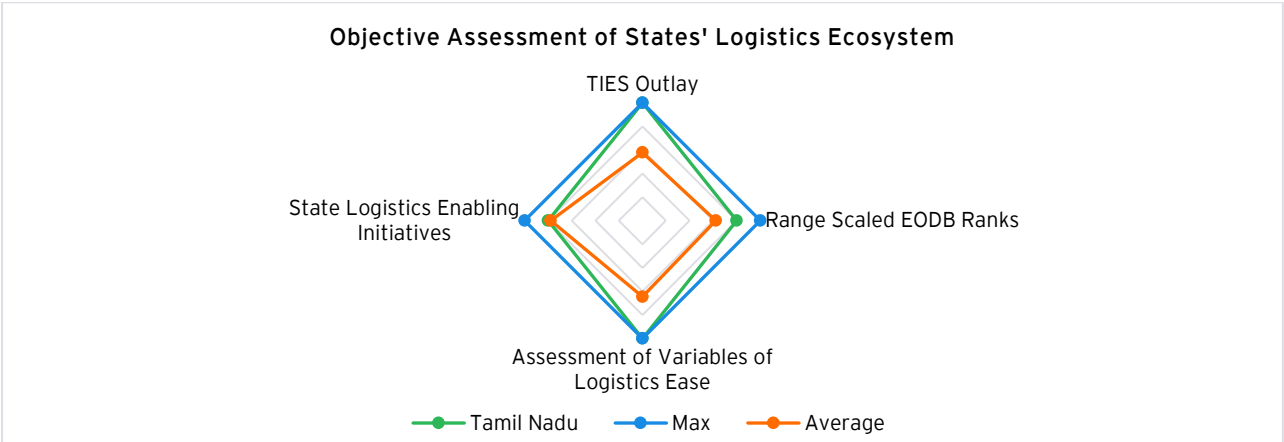 Objective Assessment of States' Logistics Ecosystem
TIES Outlay
State Logistics Enabling
Initiatives
Range Scaled EODB Ranks
Assessment of Variables of
Logistics Ease
Tamil Nadu
Max
Average